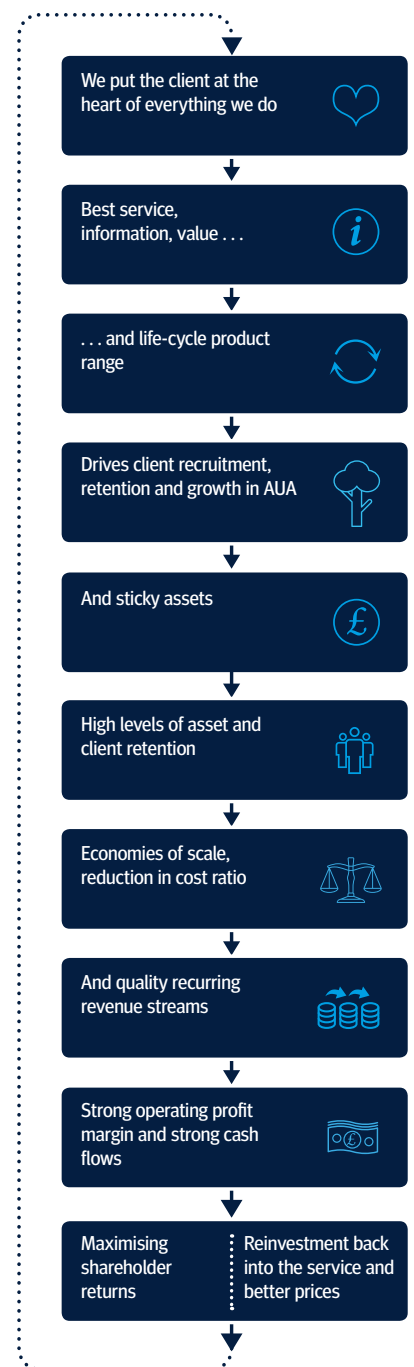 We put the client at the
heart of everything we do
i
Best service,
information, value . . .
. . . and life-cycle product
range
Drives client recruitment,
retention and growth in AUA
And sticky assets
£
High levels of asset and
client retention
Economies of scale,
reduction in cost ratio
And quality recurring
revenue streams
Strong operating profit
margin and strong cash
flows
£
Maximising
shareholder
returns
Reinvestment back
into the service and
better prices